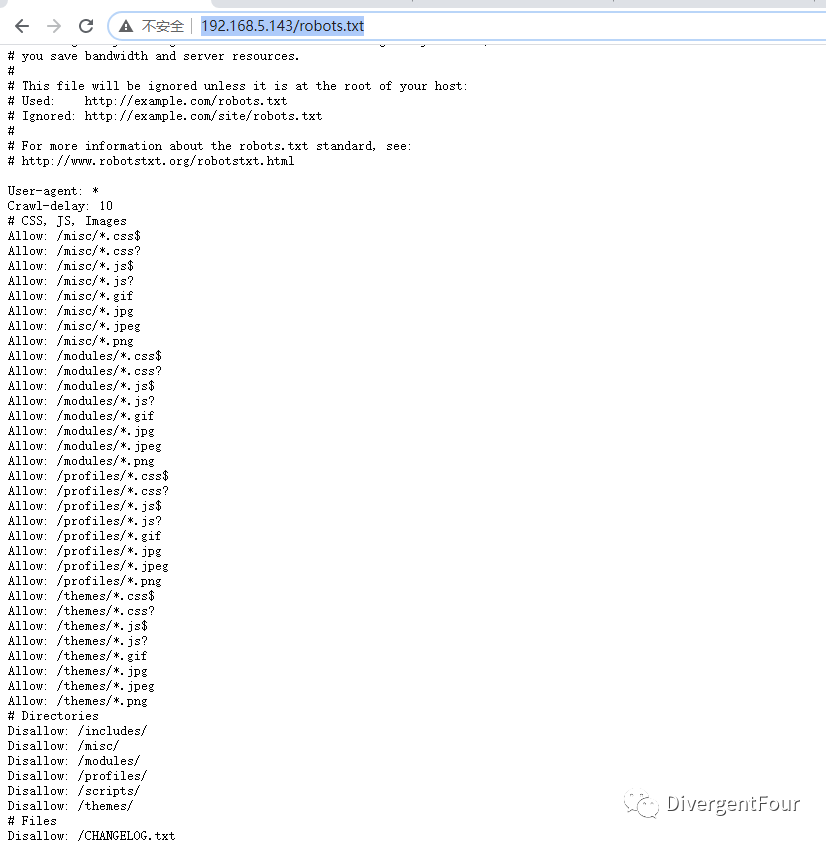 不安全 192.168.5.143/robots.txt
# you save bandwidth and server resources.
#
# This file will be ignored unless it is at the root of your host:
# Used:    http://example.com/robots.txt
# Ignored: http://example.com/site/robots.txt
#
# For more information about the robots.txt standard, see:
# http://www.robotstxt.org/robotstxt.html

User-agent: *
Crawl-delay: 10
# CSS, JS, Images
Allow: /misc/*.css$
Allow: /misc/*.css?
Allow: /misc/*.js$
Allow: /misc/*.js?
Allow: /misc/*.gif
Allow: /misc/*.jpg
Allow: /misc/*.jpeg
Allow: /misc/*.png
Allow: /modules/*.css$
Allow: /modules/*.css?
Allow: /modules/*.js$
Allow: /modules/*.js?
Allow: /modules/*.gif
Allow: /modules/*.jpg
Allow: /modules/*.jpeg
Allow: /modules/*.png
Allow: /profiles/*.css$
Allow: /profiles/*.css?
Allow: /profiles/*.js$
Allow: /profiles/*.js?
Allow: /profiles/*.gif
Allow: /profiles/*.jpg
Allow: /profiles/*.jpeg
Allow: /profiles/*.png
Allow: /themes/*.css$
Allow: /themes/*.css?
Allow: /themes/*.js$
Allow: /themes/*.js?
Allow: /themes/*.gif
Allow: /themes/*.jpg
Allow: /themes/*.jpeg
Allow: /themes/*.png
# Directories
Disallow: /includes/
Disallow: /misc/
Disallow: /modules/
Disallow: /profiles/
Disallow: /scripts/
Disallow: /themes/
# Files
Disallow: /CHANGELOG.txt
DivergentFour